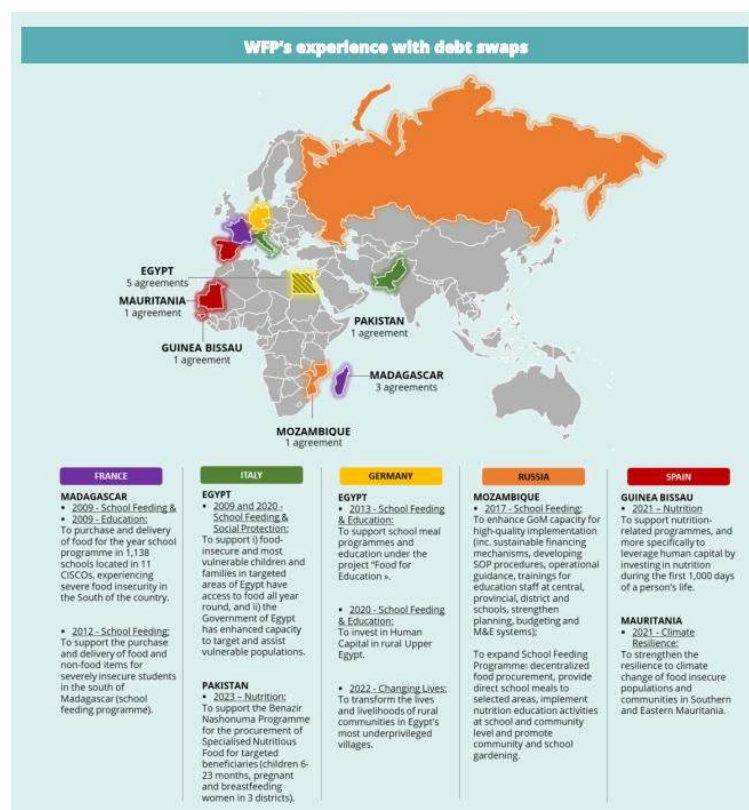 WFP's experience with debt swaps
EGYPT
5 agreements
MAURITANIA
1 agreement
PAKISTAN
1 agreement
GUINEA BISSAU
1 agreement
MADAGASCAR
3 agreements
MOZAMBIQUE
1 agreement
FRANCE
MADAGASCAR
▪ 2009 - School Feeding &
▪ 2009 - Education:
To purchase and delivery
of food for the year school
programme in 1,138
schools located in 11
CISCOs, experiencing
severe food insecurity in
the South of the country.
▪ 2012 - School Feeding:
To support the purchase
and delivery of food and
non-food items for
severely insecure students
in the south of
Madagascar (school
feeding programme).
ITALY
EGYPT
▪ 2009 and 2020 -
School Feeding &
Social Protection:
To support i) food-
insecure and most
vulnerable children and
families in targeted
areas of Egypt have
access to food all year
round, and ii) the
Government of Egypt
has enhanced capacity
to target and assist
vulnerable populations.
PAKISTAN
▪ 2023 – Nutrition:
To support the Benazir
Nashonuma Programme
for the procurement of
Specialised Nutritious
Food for targeted
beneficiaries (children 6-
23 months, pregnant
and breastfeeding
women in 3 districts).
GERMANY
EGYPT
▪ 2013 - School Feeding
& Education:
To support school meal
programmes and
education under the
project "Food for
Education ».
▪ 2020 - School Feeding
& Education:
To invest in Human
Capital in rural Upper
Egypt.
▪ 2022 - Changing Lives:
To transform the lives
and livelihoods of rural
communities in Egypt's
most underprivileged
villages.
RUSSIA
MOZAMBIQUE
▪ 2017 - School Feeding:
To enhance GoM capacity for
high-quality implementation
(inc. sustainable financing
mechanisms, developing
SOP procedures, operational
guidance, trainings for
education staff at central,
provincial, district and
schools, strengthen
planning, budgeting and
M&E systems);
To expand School Feeding
Programme: decentralized
food procurement, provide
direct school meals to
selected areas, implement
nutrition education activities
at school and community
level and promote
community and school
gardening.
SPAIN
GUINEA BISSAU
▪ 2021 – Nutrition
To support nutrition-
related programmes, and
more specifically to
leverage human capital by
investing in nutrition
during the first 1,000 days
of a person's life.
MAURITANIA
▪ 2021 - Climate
Resilience:
To strengthen the
resilience to climate
change of food insecure
populations and
communities in Southern
and Eastern Mauritania.